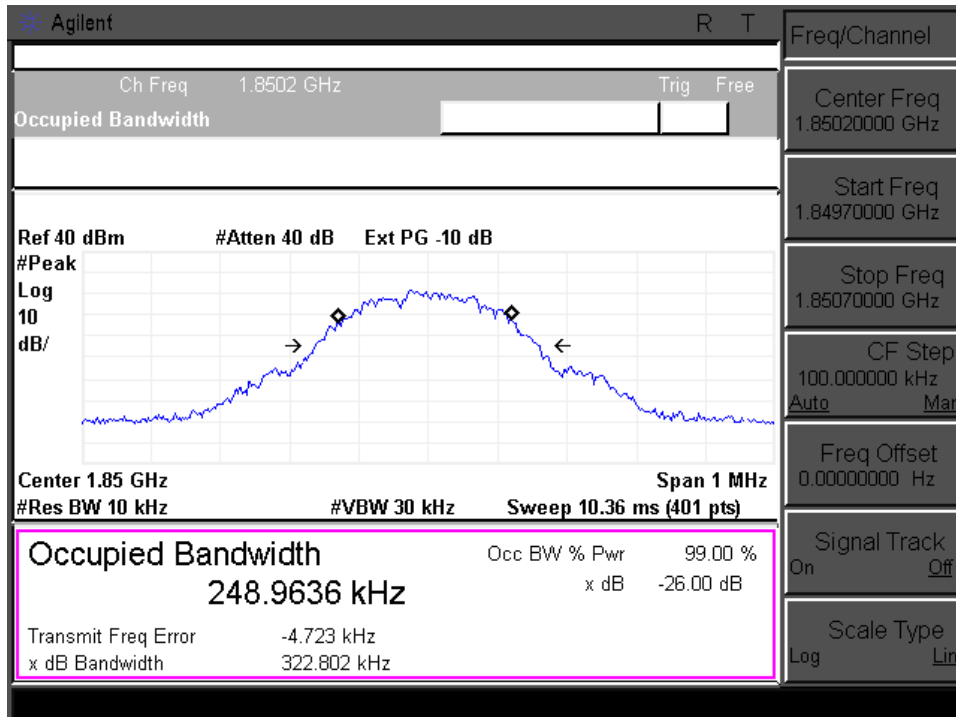 Agilent R T
Ch Freq 1.8502 GHz Trig Free
Occupied Bandwidth
Ref 40 dBm #Atten 40 dB Ext PG -10 dB
#Peak
Log
10
dB/
Center 1.85 GHz Span 1 MHz
#Res BW 10 kHz #VBW 30 kHz Sweep 10.36 ms (401 pts)
Occupied Bandwidth Occ BW % Pwr 99.00 %
248.9636 kHz x dB -26.00 dB
Transmit Freq Error -4.723 kHz
x dB Bandwidth 322.802 kHz
Freq/Channel
Center Freq
1.85020000 GHz
Start Freq
1.84970000 GHz
Stop Freq
1.85070000 GHz
CF Step
100.000000 kHz
Auto Mar
Freq Offset
0.00000000 Hz
Signal Track
On Off
Scale Type
Log Lin